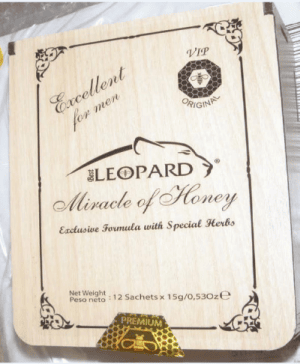 VIP
ORIGINAL
Excellent
for men
LEOPARD®
Miracle of Honey
Exclusive Formula with Special Herbs
Net Weight
Peso neto : 12 Sachets x 15g/0,53Oz ℮
PREMIUM